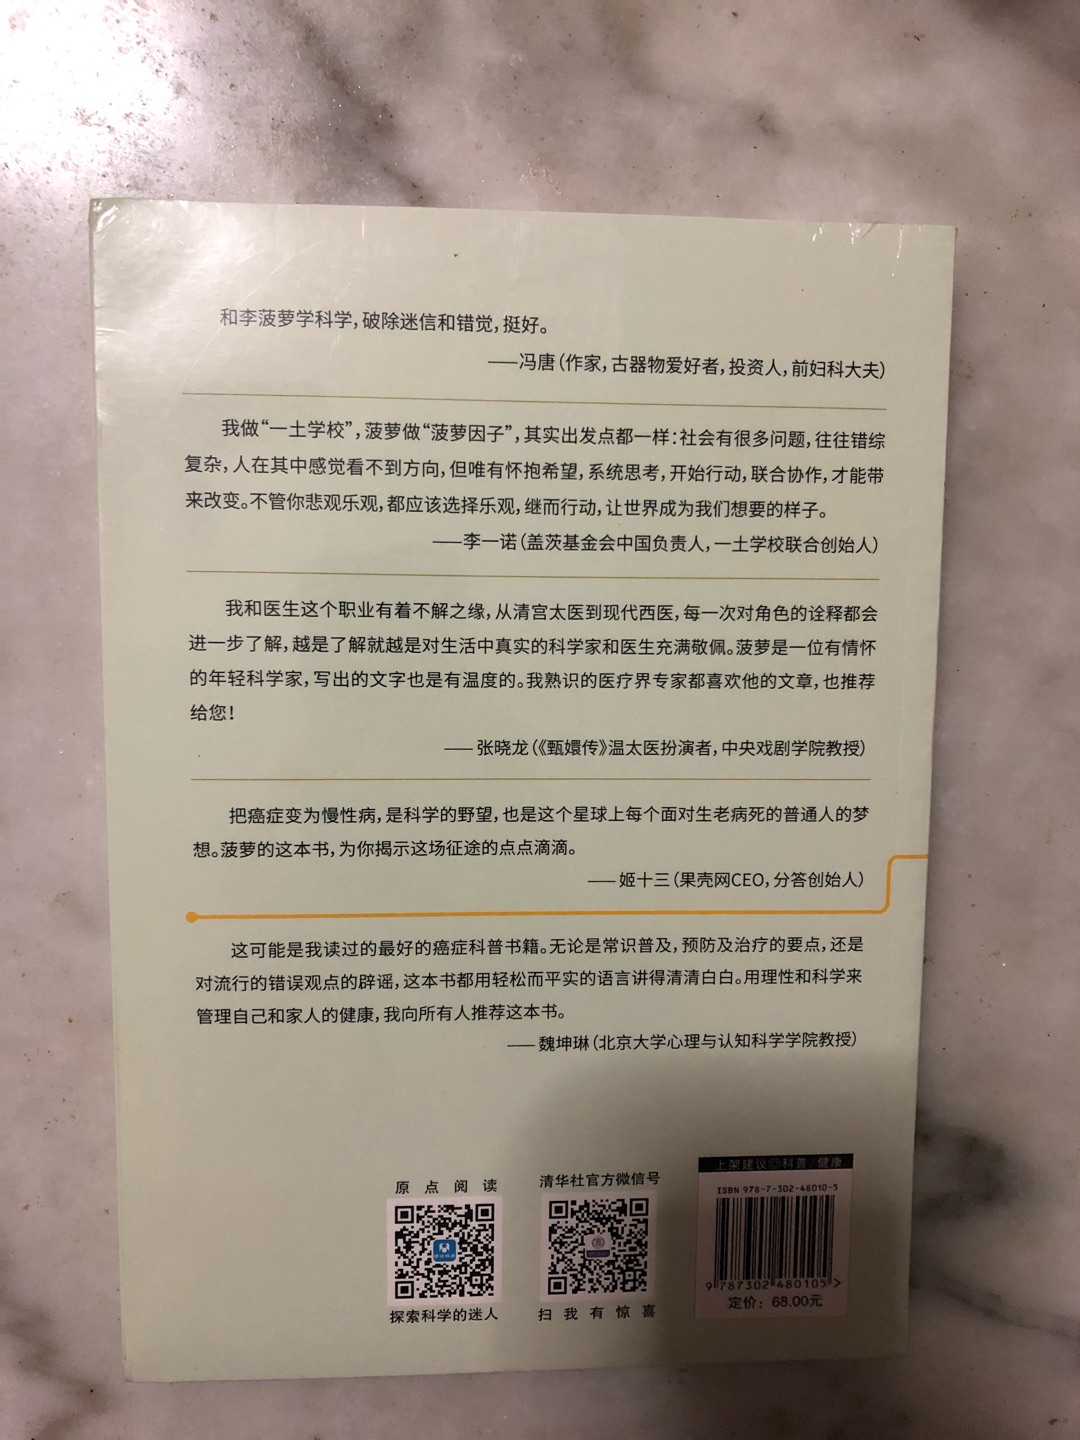 和李菠萝学科学，破除迷信和错觉，挺好。
——冯唐（作家，古器物爱好者，投资人，前妇科大夫）
我做“一土学校”，菠萝做“菠萝因子”，其实出发点都一样：社会有很多问题，往往错综
复杂，人在其中感觉看不到方向，但唯有怀抱希望，系统思考，开始行动，联合协作，才能带
来改变。不管你悲观乐观，都应该选择乐观，继而行动，让世界成为我们想要的样子。
——李一诺（盖茨基金会中国负责人，一土学校联合创始人）
我和医生这个职业有着不解之缘，从清宫太医到现代西医，每一次对角色的诠释都会
进一步了解，越是了解就越是对生活中真实的科学家和医生充满敬佩。菠萝是一位有情怀
的年轻科学家，写出的文字也是有温度的。我熟识的医疗界专家都喜欢他的文章，也推荐
给您！
——张晓龙（《甄嬛传》温太医扮演者，中央戏剧学院教授）
把癌症变为慢性病，是科学的野望，也是这个星球上每个面对生老病死的普通人的梦
想。菠萝的这本书，为你揭示这场征途的点点滴滴。
——姬十三（果壳网CEO，分答创始人）
这可能是我读过的最好的癌症科普书籍。无论是常识普及，预防及治疗的要点，还是
对流行的错误观点的辟谣，这本书都用轻松而平实的语言讲得清清白白。用理性和科学来
管理自己和家人的健康，我向所有人推荐这本书。
——魏坤琳（北京大学心理与认知科学学院教授）
原点阅读
探索科学的迷人
清华社官方微信号
扫我有惊喜
上架建议◎科普/健康
ISBN 978-7-302-48010-5
9 787302 480105 >
定价：68.00元